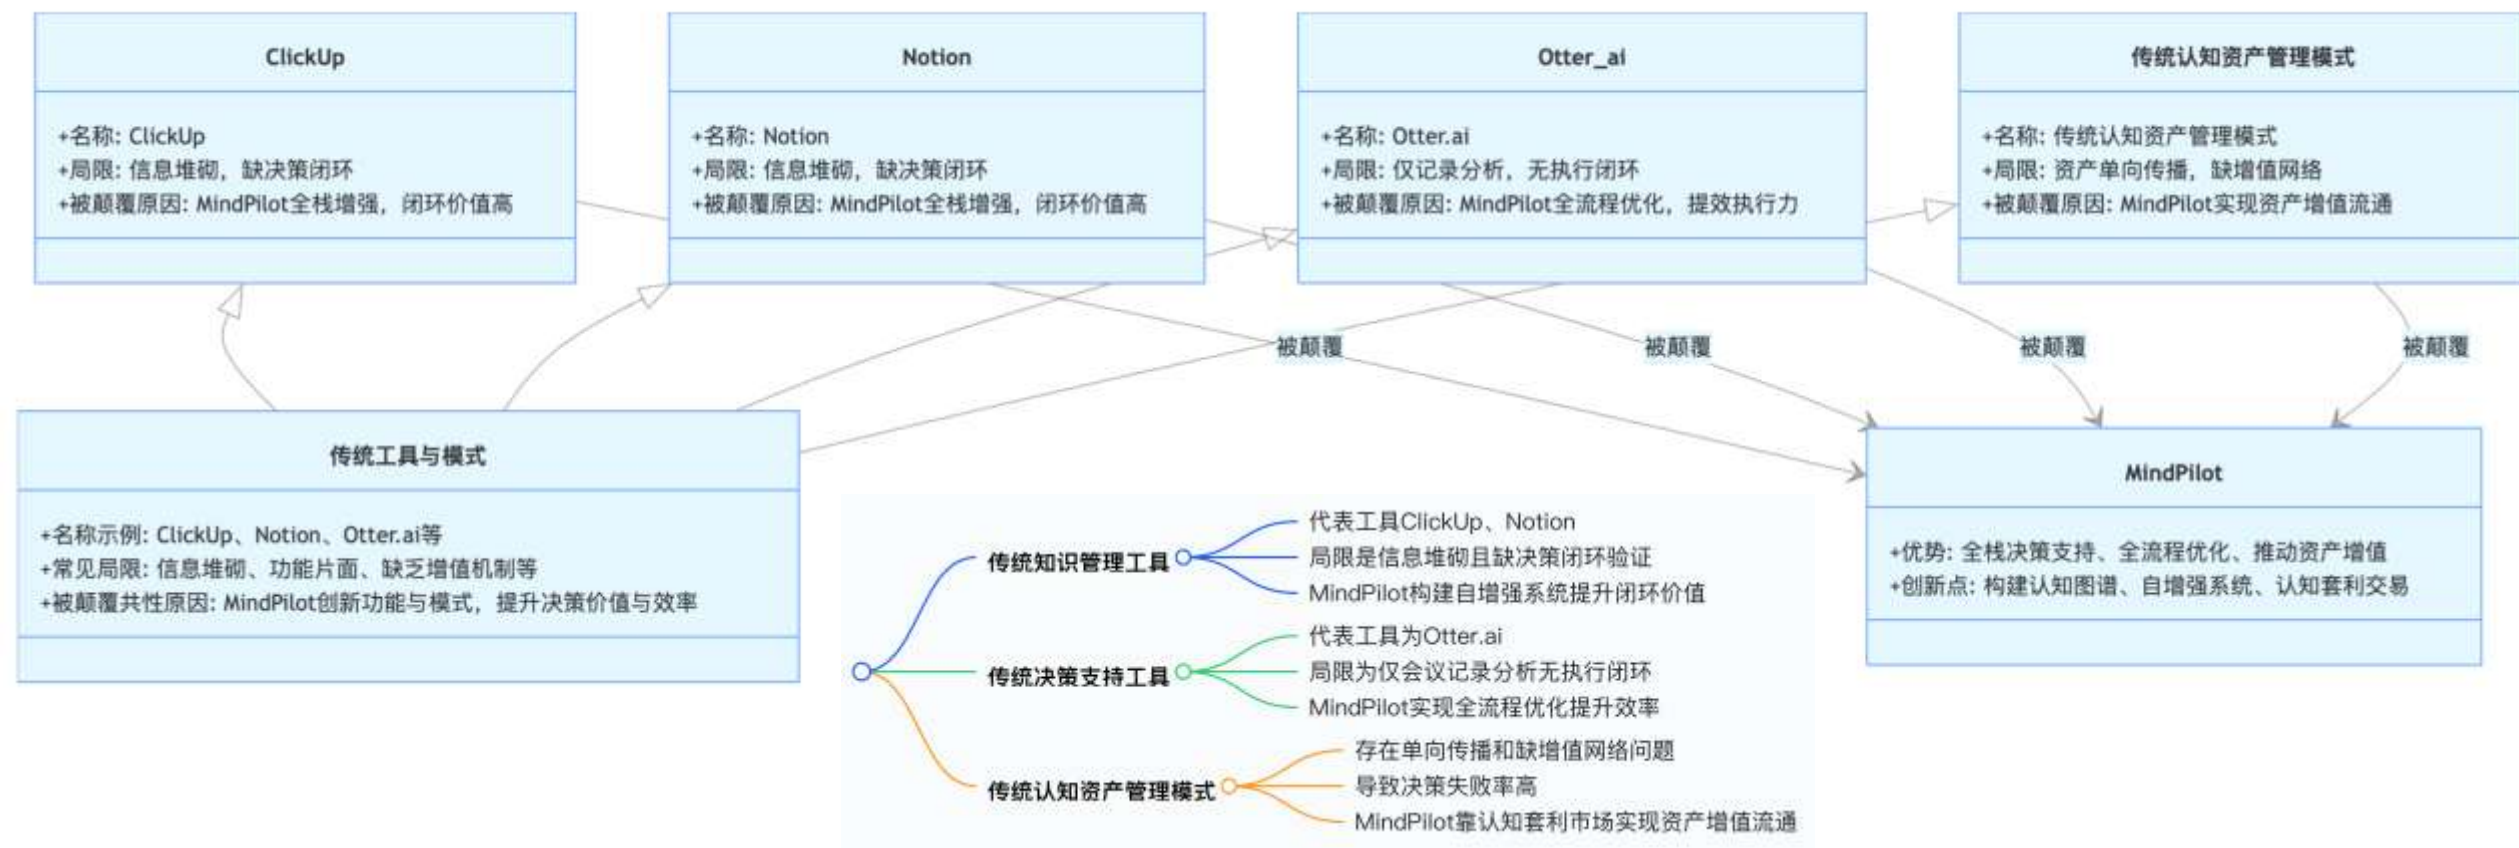 ClickUp
+名称: ClickUp
+局限: 信息堆砌，缺决策闭环
+被颠覆原因: MindPilot全栈增强，闭环价值高
Notion
+名称: Notion
+局限: 信息堆砌，缺决策闭环
+被颠覆原因: MindPilot全栈增强，闭环价值高
Otter_ai
+名称: Otter.ai
+局限: 仅记录分析，无执行闭环
+被颠覆原因: MindPilot全流程优化，提效执行力
传统认知资产管理模式
+名称: 传统认知资产管理模式
+局限: 资产单向传播，缺增值网络
+被颠覆原因: MindPilot实现资产增值流通
被颠覆
被颠覆
被颠覆
被颠覆
传统工具与模式
+名称示例: ClickUp、Notion、Otter.ai等
+常见局限: 信息堆砌、功能片面、缺乏增值机制等
+被颠覆共性原因: MindPilot创新功能与模式，提升决策价值与效率
MindPilot
+优势: 全栈决策支持、全流程优化、推动资产增值
+创新点: 构建认知图谱、自增强系统、认知套利交易
传统知识管理工具
代表工具ClickUp、Notion
局限是信息堆砌且缺决策闭环验证
MindPilot构建自增强系统提升闭环价值
传统决策支持工具
代表工具为Otter.ai
局限为仅会议记录分析无执行闭环
MindPilot实现全流程优化提升效率
传统认知资产管理模式
存在单向传播和缺增值网络问题
导致决策失败率高
MindPilot靠认知套利市场实现资产增值流通